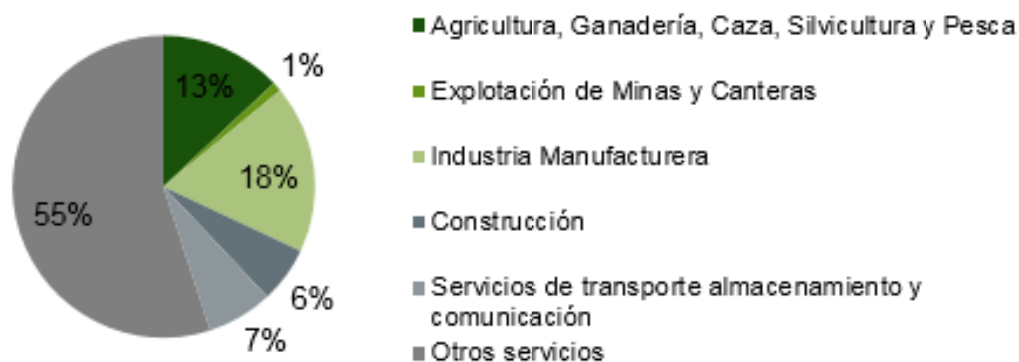 13%
1%
18%
6%
7%
55%
Agricultura, Ganadería, Caza, Silvicultura y Pesca
Explotación de Minas y Canteras
Industria Manufacturera
Construcción
Servicios de transporte almacenamiento y
comunicación
Otros servicios